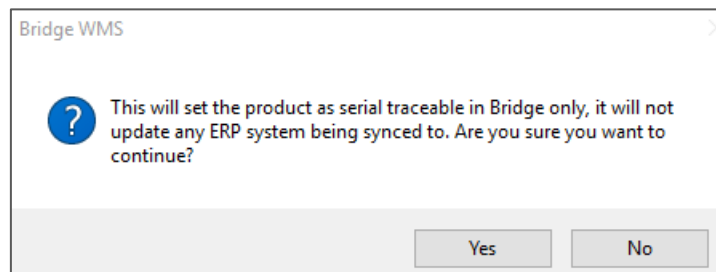 Bridge WMS
This will set the product as serial traceable in Bridge only, it will not
update any ERP system being synced to. Are you sure you want to
continue?
Yes
No